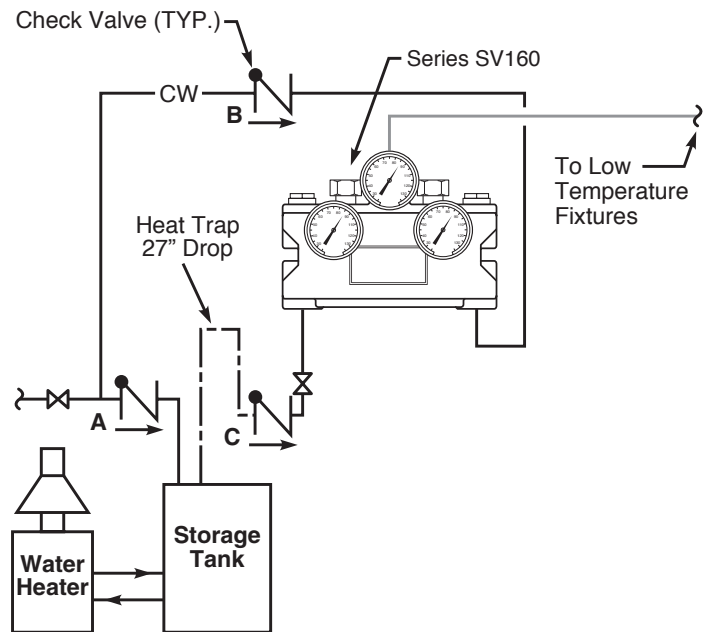 Check Valve (TYP.)
Series SV160
CW
B
To Low
Temperature
Fixtures
Heat Trap
27” Drop
A
C
Storage
Tank
Water
Heater